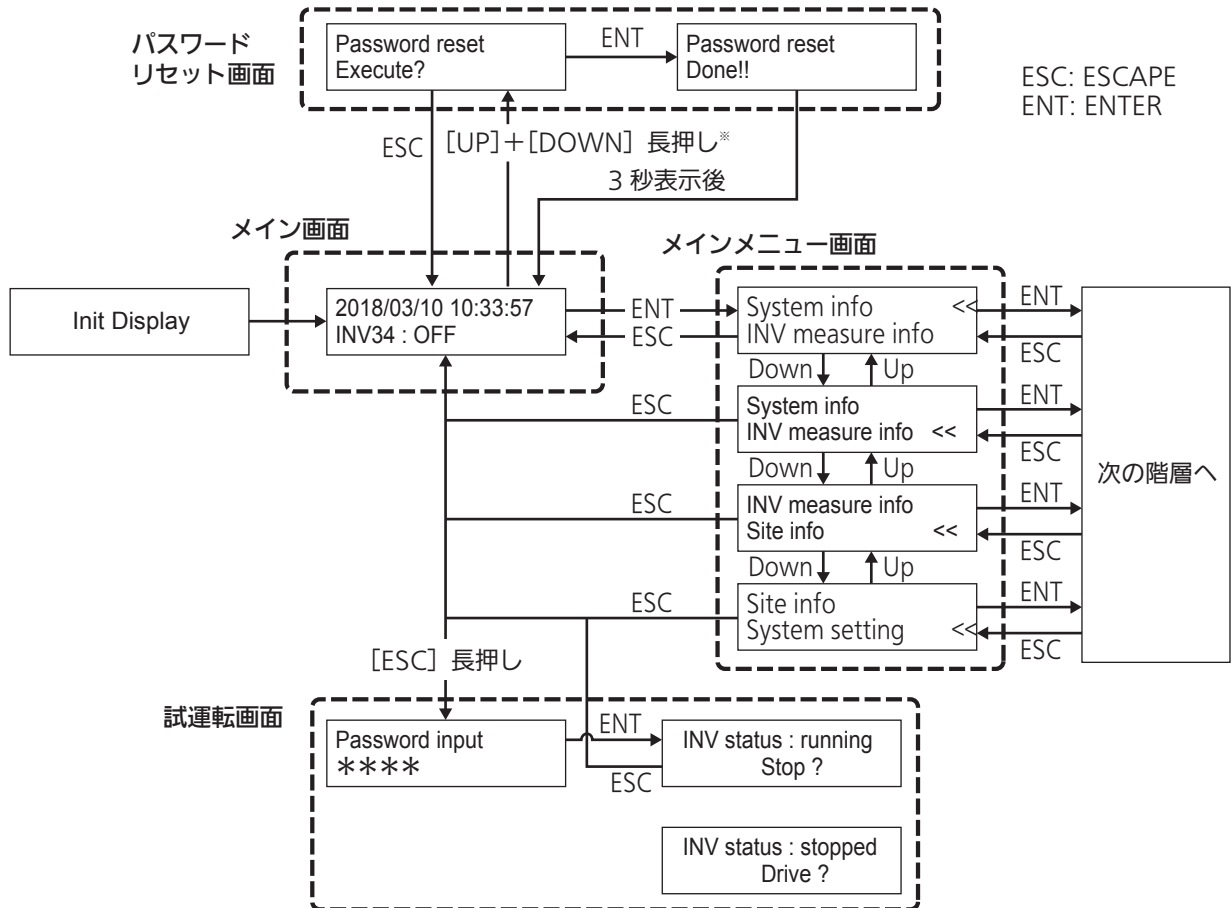 パスワード
リセット画面
Password reset
Execute?
ENT
Password reset
Done!!
ESC: ESCAPE
ENT: ENTER
ESC
[UP]+[DOWN] 長押し※
3 秒表示後
メイン画面
メインメニュー画面
Init Display
2018/03/10 10:33:57
INV34 : OFF
ENT
ESC
System info <<
INV measure info
ENT
ESC
Down
Up
ESC
System info
INV measure info <<
ENT
ESC
Down
Up
ESC
INV measure info
Site info <<
ENT
ESC
Down
Up
ESC
Site info
System setting <<
ENT
ESC
次の階層へ
[ESC] 長押し
試運転画面
Password input
＊＊＊＊
ENT
ESC
INV status : running
Stop ?
INV status : stopped
Drive ?